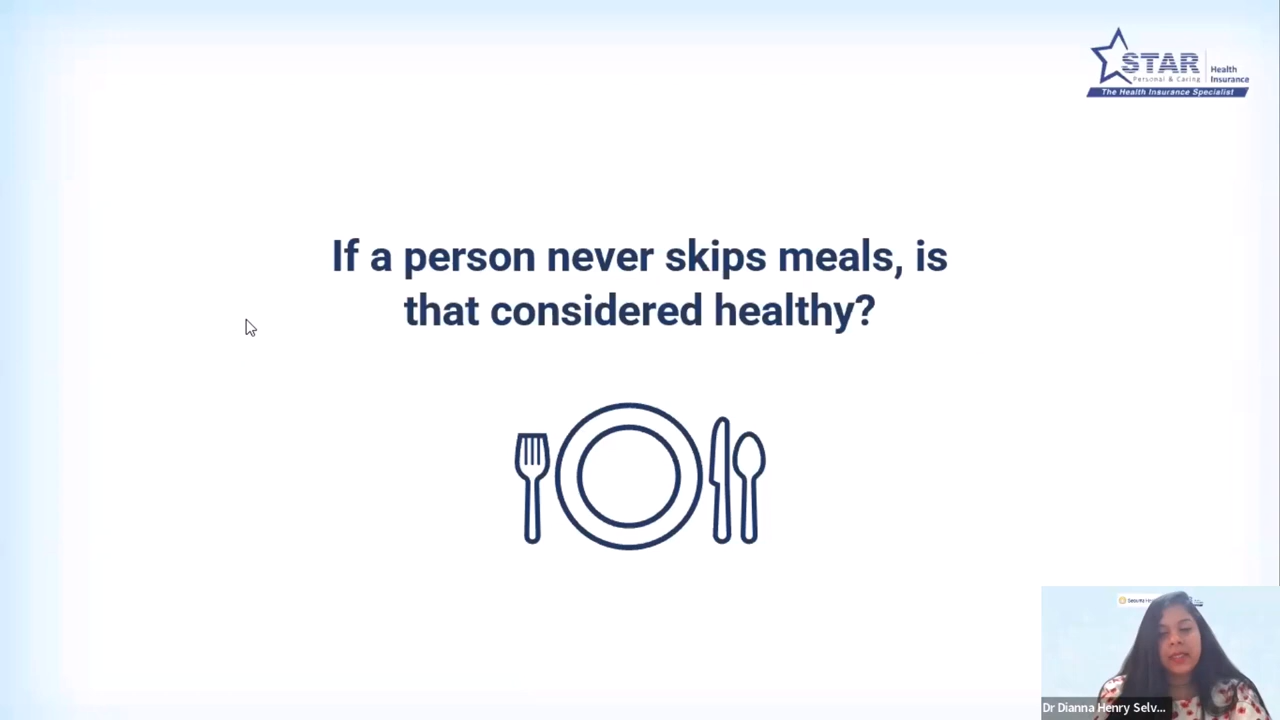 STAR
Personal & Caring
Health
Insurance
The Health Insurance Specialist
If a person never skips meals, is
that considered healthy?
Dr Dianna Henry Selv...